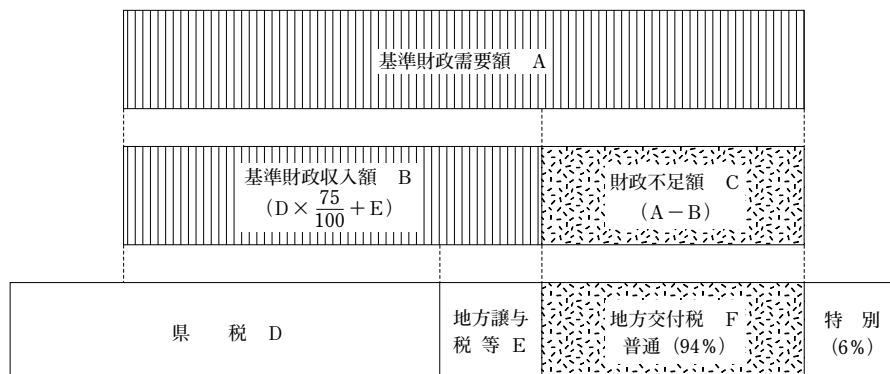 基準財政需要額 A
基準財政収入額 B
(D×75/100+E)
財政不足額 C
(A−B)
県 税 D
地方譲与
税等E
地方交付税 F
普通(94%)
特別
(6%)